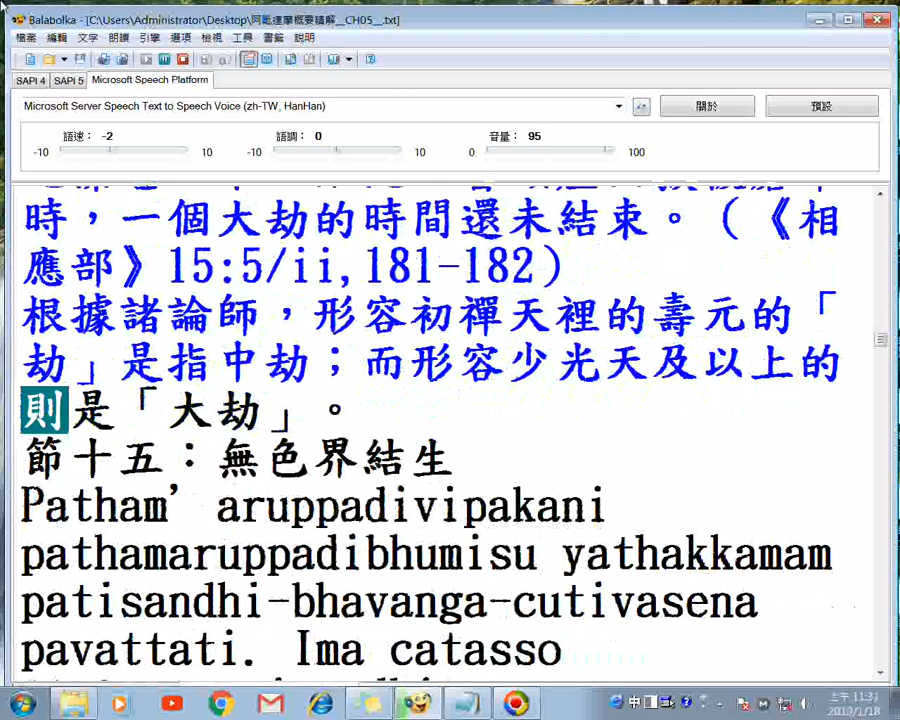 Balabolka - [C:\Users\Administrator\Desktop\阿毗達摩概要精解__CH05__.txt]
檔案 編輯 文字 朗讀 引擎 選項 檢視 工具 書籤 說明
SAPI 4 SAPI 5 Microsoft Speech Platform
Microsoft Server Speech Text to Speech Voice (zh-TW, HanHan) 關於 預設
語速： -2 語調： 0 音量： 95
-10 10 -10 10 0 100
時，一個大劫的時間還未結束。（《相
應部》15:5/ii,181-182)
根據諸論師，形容初禪天裡的壽元的「
劫」是指中劫；而形容少光天及以上的
則是「大劫」。
節十五：無色界結生
Patham’ aruppadivipakani
pathamaruppadibhumisu yathakkamam
patisandhi-bhavanga-cutivasena
pavattati. Ima catasso
中
上午 11:31
2019/1/18